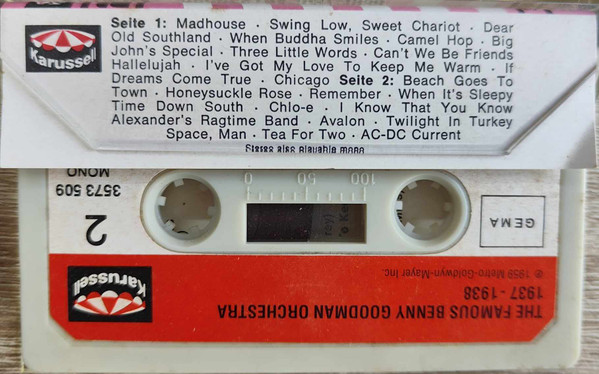 Karussell
Seite 1: Madhouse · Swing Low, Sweet Chariot · Dear
Old Southland · When Buddha Smiles · Camel Hop · Big
John's Special · Three Little Words · Can't We Be Friends
Hallelujah · I've Got My Love To Keep Me Warm · If
Dreams Come True · Chicago Seite 2: Beach Goes To
Town · Honeysuckle Rose · Remember · When It's Sleepy
Time Down South · Chlo-e · I Know That You Know
Alexander's Ragtime Band · Avalon · Twilight In Turkey
Space, Man · Tea For Two · AC-DC Current
Stereo also playable mono
THE FAMOUS BENNY GOODMAN ORCHESTRA
1937 - 1938
℗ 1959 Metro-Goldwyn-Mayer Inc.
Karussell
GEMA
100 50 0
2
3573 509
MONO